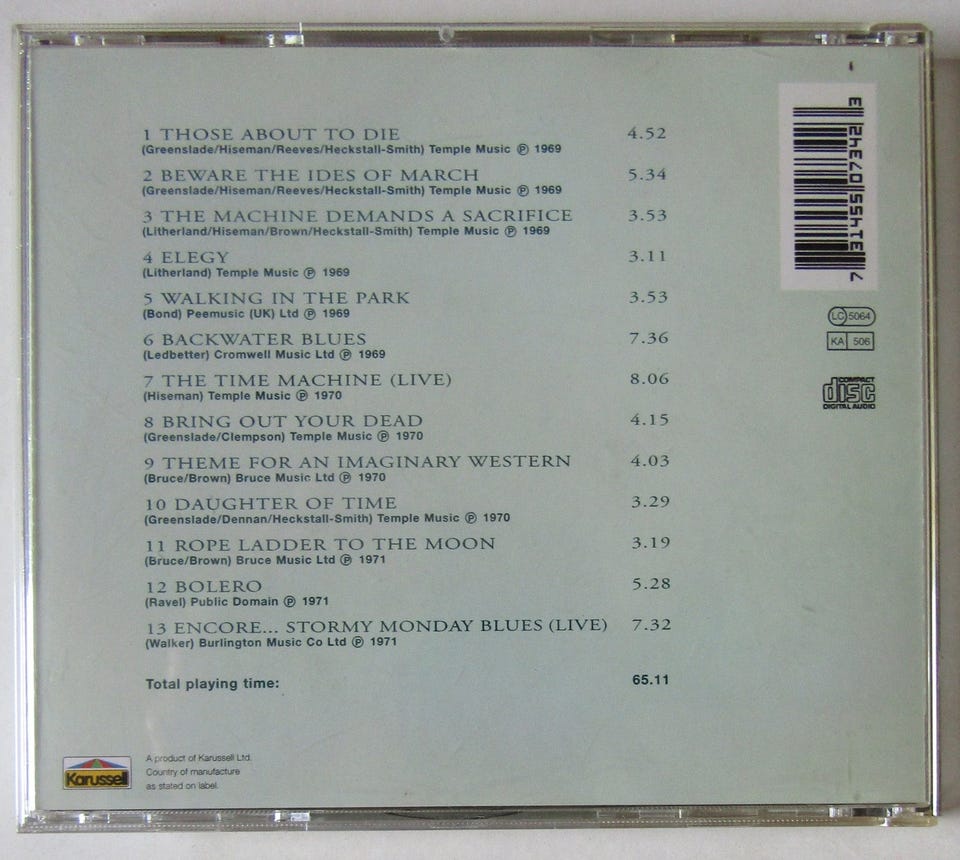 1 THOSE ABOUT TO DIE 4.52
(Greenslade/Hiseman/Reeves/Heckstall-Smith) Temple Music ℗ 1969
2 BEWARE THE IDES OF MARCH 5.34
(Greenslade/Hiseman/Reeves/Heckstall-Smith) Temple Music ℗ 1969
3 THE MACHINE DEMANDS A SACRIFICE 3.53
(Litherland/Hiseman/Brown/Heckstall-Smith) Temple Music ℗ 1969
4 ELEGY 3.11
(Litherland) Temple Music ℗ 1969
5 WALKING IN THE PARK 3.53
(Bond) Peemusic (UK) Ltd ℗ 1969
6 BACKWATER BLUES 7.36
(Ledbetter) Cromwell Music Ltd ℗ 1969
7 THE TIME MACHINE (LIVE) 8.06
(Hiseman) Temple Music ℗ 1970
8 BRING OUT YOUR DEAD 4.15
(Greenslade/Clempson) Temple Music ℗ 1970
9 THEME FOR AN IMAGINARY WESTERN 4.03
(Bruce/Brown) Bruce Music Ltd ℗ 1970
10 DAUGHTER OF TIME 3.29
(Greenslade/Dennan/Heckstall-Smith) Temple Music ℗ 1970
11 ROPE LADDER TO THE MOON 3.19
(Bruce/Brown) Bruce Music Ltd ℗ 1971
12 BOLERO 5.28
(Ravel) Public Domain ℗ 1971
13 ENCORE... STORMY MONDAY BLUES (LIVE) 7.32
(Walker) Burlington Music Co Ltd ℗ 1971
Total playing time: 65.11
7 31455 07342 3
LC 5064
KA 506
COMPACT
disc
DIGITAL AUDIO
Karussell
A product of Karussell Ltd.
Country of manufacture
as stated on label.